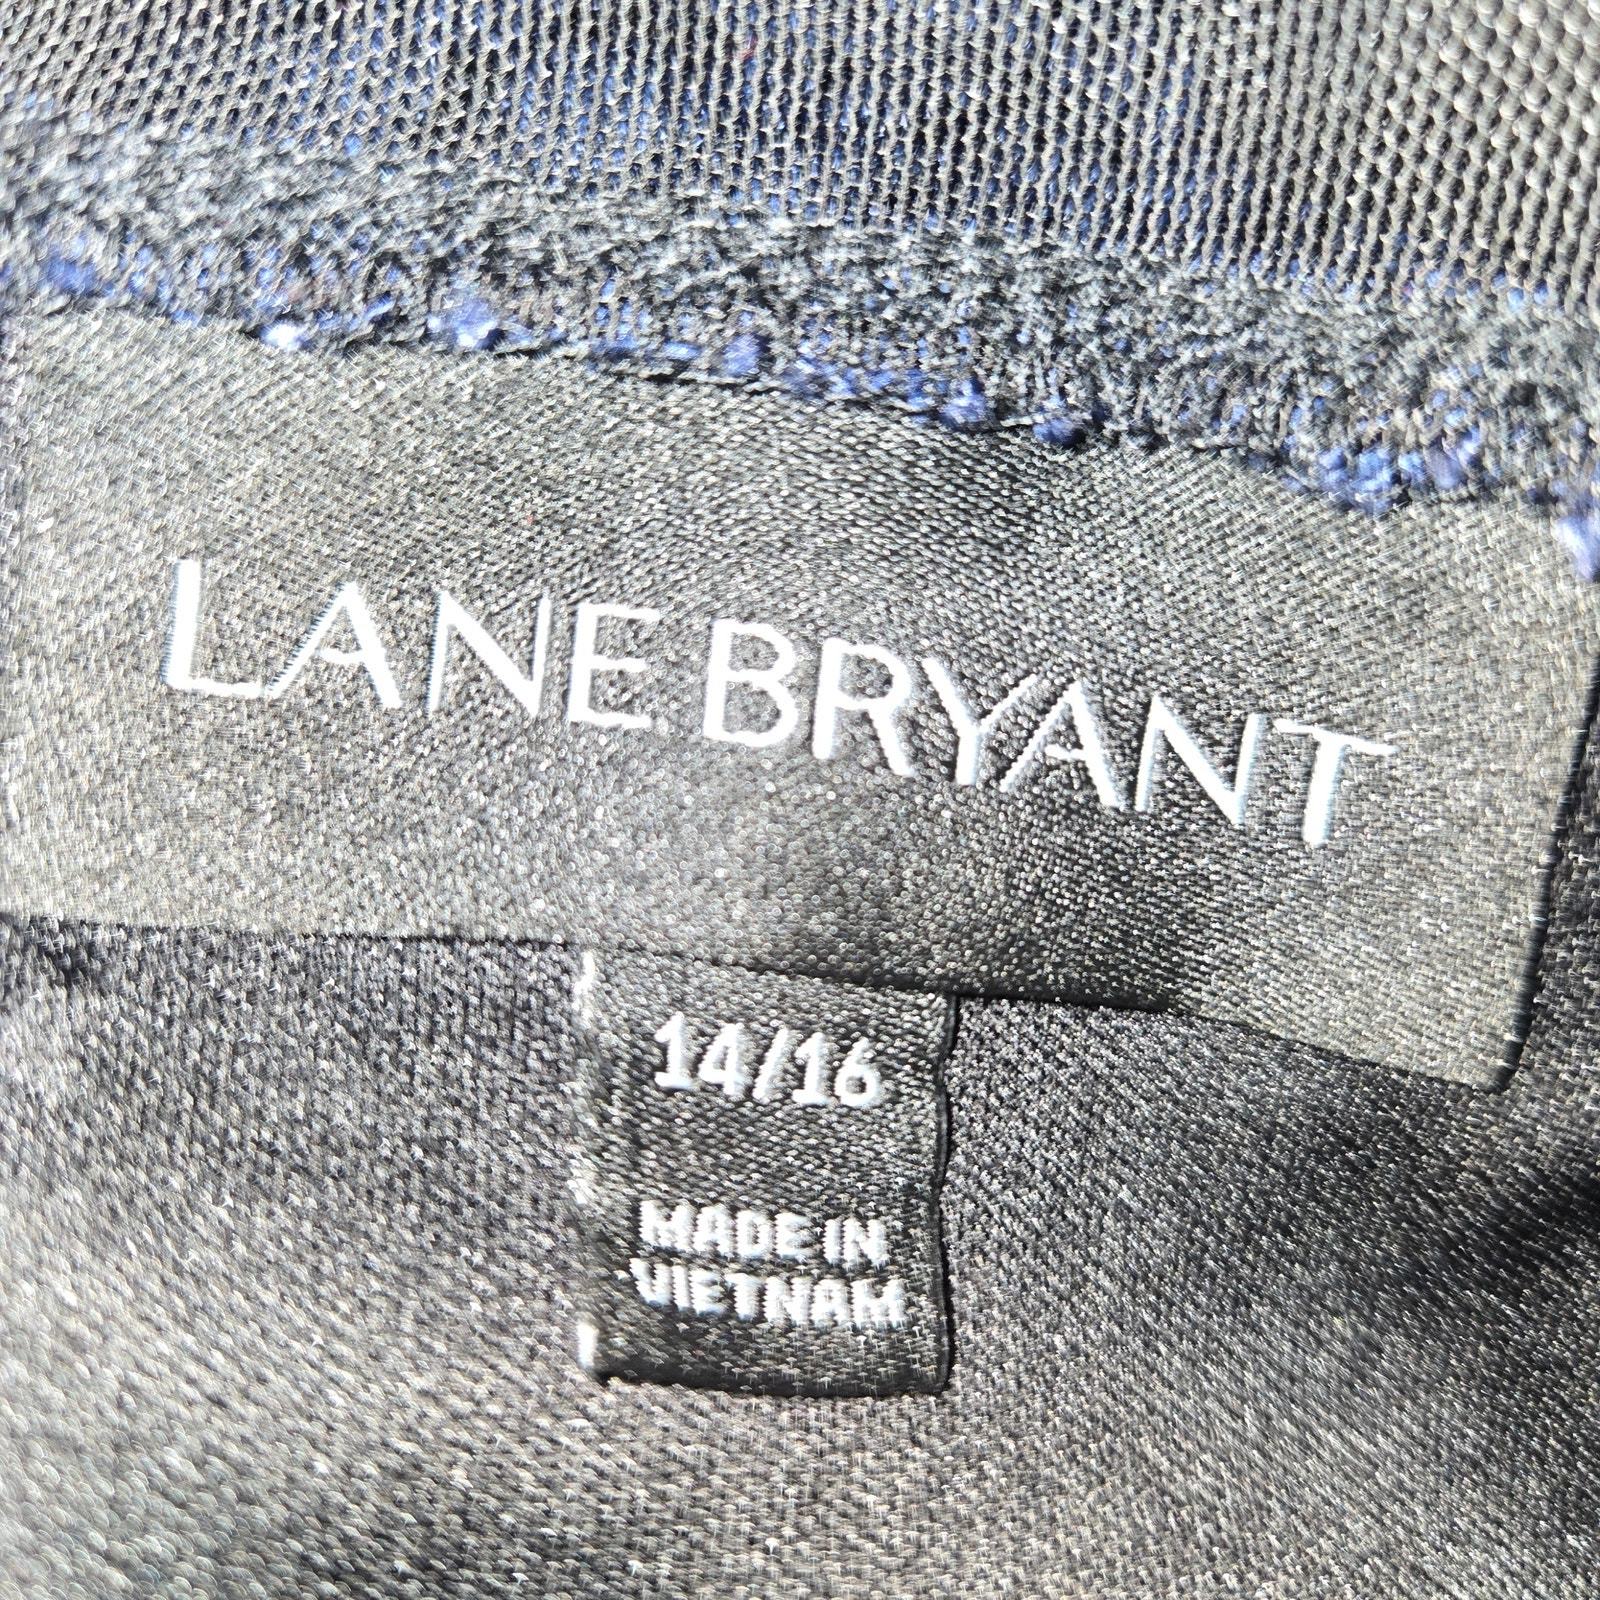 LANE BRYANT
14/16
MADE IN
VIETNAM